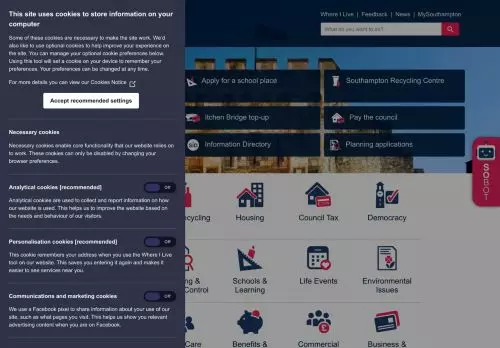 This site uses cookies to store information on your
computer
Some of these cookies are necessary to make the site work. We'd
also like to use optional cookies to help improve your experience on
the site. You can manage your optional cookie preferences below.
Using this tool will set a cookie on your device to remember your
preferences. Your preferences can be changed at any time.
For more details you can view our Cookies Notice
Accept recommended settings
Necessary cookies
Necessary cookies enable core functionality that our website relies on
to work. These cookies can only be disabled by changing your
browser preferences.
Analytical cookies [recommended]
Off
Analytical cookies are used to collect and report information on how
our website is used. This helps us to improve the website based on
the needs and behaviour of our visitors.
Personalisation cookies [recommended]
Off
This cookie remembers your address when you use the Where I Live
tool on our website. This saves you entering it again and makes it
easier to see services near you.
Communications and marketing cookies
Off
We use a Facebook pixel to share information about your use of our
site, such as what pages you visit. This helps us show you relevant
advertising content when you are on Facebook.
Where I Live | Feedback | News | MySouthampton
What do you want to do?
Apply for a school place
Southampton Recycling Centre
Itchen Bridge top-up
Pay the council
sid
Information Directory
Planning applications
SOBOT
cycling
Housing
Council Tax
Democracy
g &
Control
Schools &
Learning
Life Events
Environmental
Issues
Care
Benefits &
Commercial
Business &